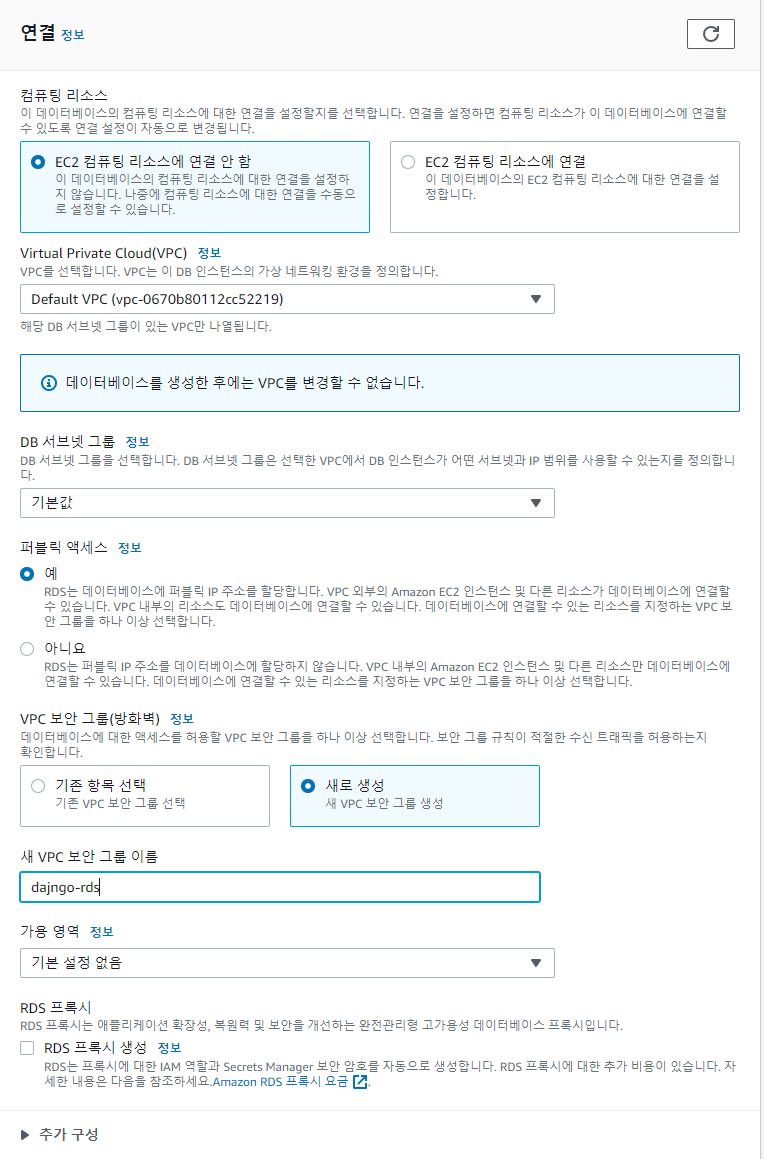 연결 정보
컴퓨팅 리소스
이 데이터베이스의 컴퓨팅 리소스에 대한 연결을 설정할지를 선택합니다. 연결을 설정하면 컴퓨팅 리소스가 이 데이터베이스에 연결할
수 있도록 연결 설정이 자동으로 변경됩니다.
EC2 컴퓨팅 리소스에 연결 안 함
이 데이터베이스의 컴퓨팅 리소스에 대한 연결을 설정하
지 않습니다. 나중에 컴퓨팅 리소스에 대한 연결을 수동으
로 설정할 수 있습니다.
EC2 컴퓨팅 리소스에 연결
이 데이터베이스의 EC2 컴퓨팅 리소스에 대한 연결을 설
정합니다.
Virtual Private Cloud(VPC) 정보
VPC를 선택합니다. VPC는 이 DB 인스턴스의 가상 네트워킹 환경을 정의합니다.
Default VPC (vpc-0670b80112cc52219)
해당 DB 서브넷 그룹이 있는 VPC만 나열됩니다.
데이터베이스를 생성한 후에는 VPC를 변경할 수 없습니다.
DB 서브넷 그룹 정보
DB 서브넷 그룹을 선택합니다. DB 서브넷 그룹은 선택한 VPC에서 DB 인스턴스가 어떤 서브넷과 IP 범위를 사용할 수 있는지를 정의합니
다.
기본값
퍼블릭 액세스 정보
예
RDS는 데이터베이스에 퍼블릭 IP 주소를 할당합니다. VPC 외부의 Amazon EC2 인스턴스 및 다른 리소스가 데이터베이스에 연결할
수 있습니다. VPC 내부의 리소스도 데이터베이스에 연결할 수 있습니다. 데이터베이스에 연결할 수 있는 리소스를 지정하는 VPC 보
안 그룹을 하나 이상 선택합니다.
아니요
RDS는 퍼블릭 IP 주소를 데이터베이스에 할당하지 않습니다. VPC 내부의 Amazon EC2 인스턴스 및 다른 리소스만 데이터베이스에
연결할 수 있습니다. 데이터베이스에 연결할 수 있는 리소스를 지정하는 VPC 보안 그룹을 하나 이상 선택합니다.
VPC 보안 그룹(방화벽) 정보
데이터베이스에 대한 액세스를 허용할 VPC 보안 그룹을 하나 이상 선택합니다. 보안 그룹 규칙이 적절한 수신 트래픽을 허용하는지
확인합니다.
기존 항목 선택
기존 VPC 보안 그룹 선택
새로 생성
새 VPC 보안 그룹 생성
새 VPC 보안 그룹 이름
dajngo-rds
가용 영역 정보
기본 설정 없음
RDS 프록시
RDS 프록시는 애플리케이션 확장성, 복원력 및 보안을 개선하는 완전관리형 고가용성 데이터베이스 프록시입니다.
RDS 프록시 생성 정보
RDS는 프록시에 대한 IAM 역할과 Secrets Manager 보안 암호를 자동으로 생성합니다. RDS 프록시에 대한 추가 비용이 있습니다. 자
세한 내용은 다음을 참조하세요.Amazon RDS 프록시 요금.
추가 구성